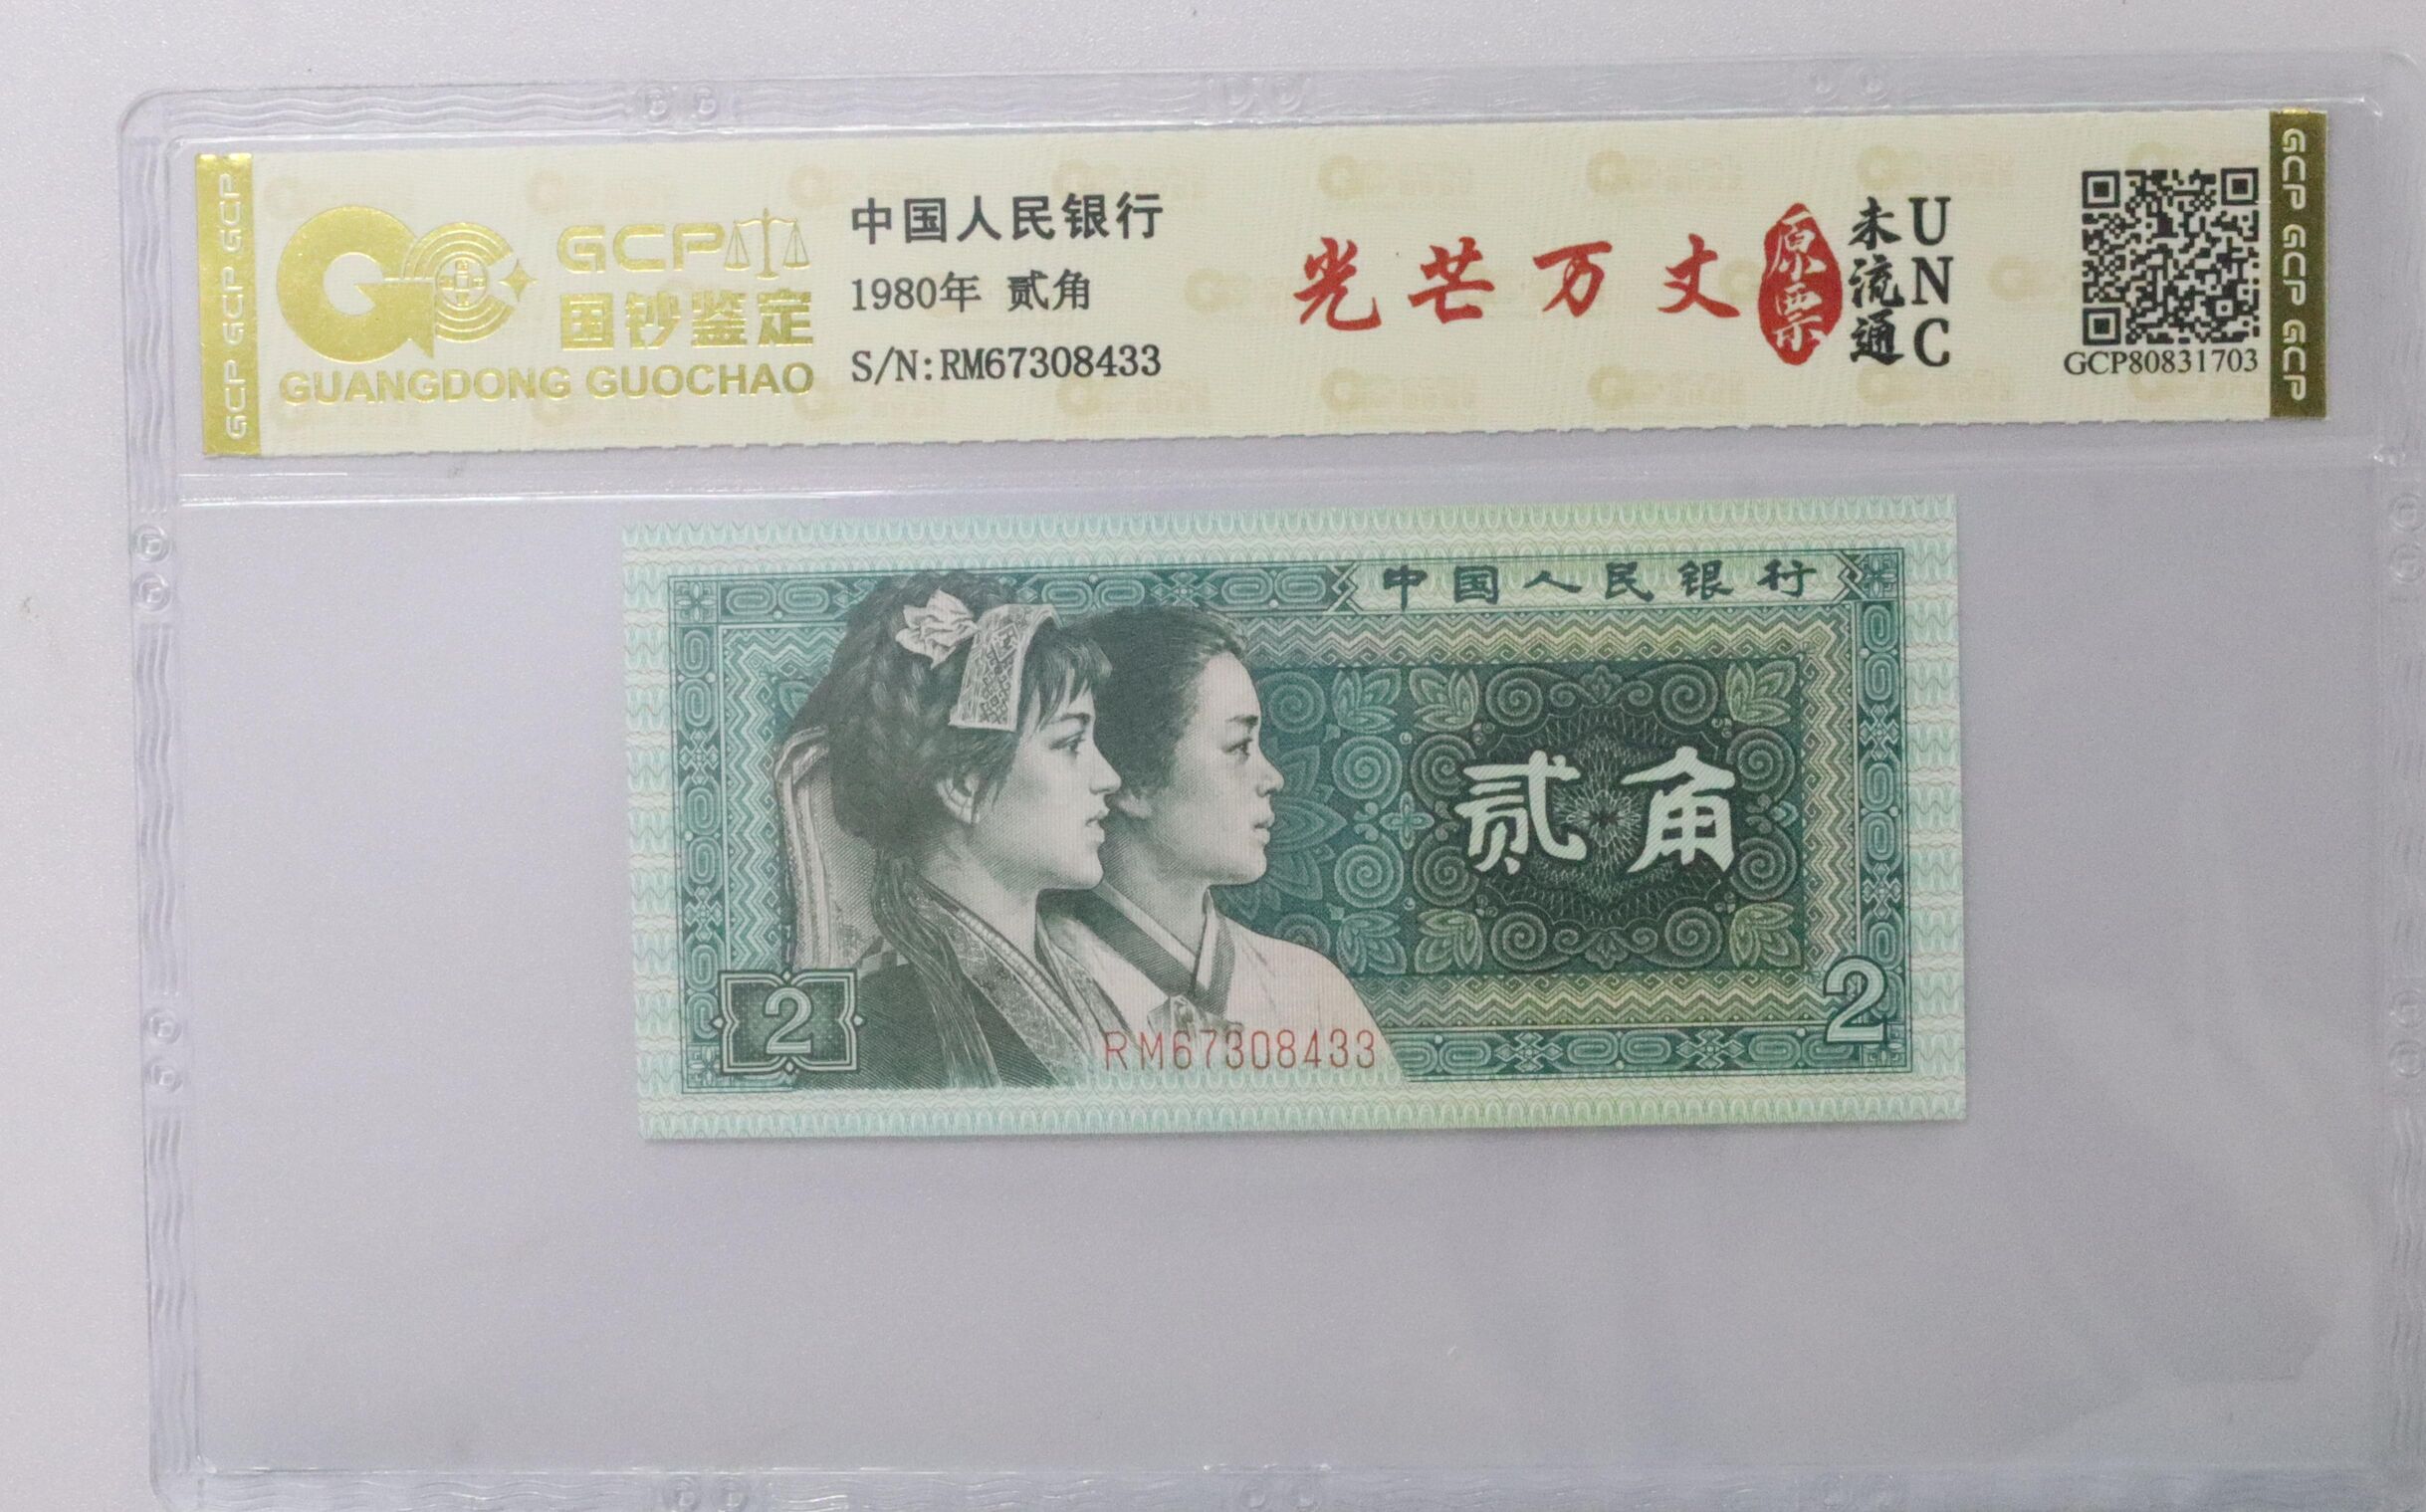 GCP GCP GCP
GCP
国钞鉴定
GUANGDONG GUOCHAO
中国人民银行
1980年 贰角
S/N:RM67308433
光芒万丈
原票
未流通
UNC
GCP80831703
GCP GCP GCP
中国人民银行
贰角
2
2
RM67308433